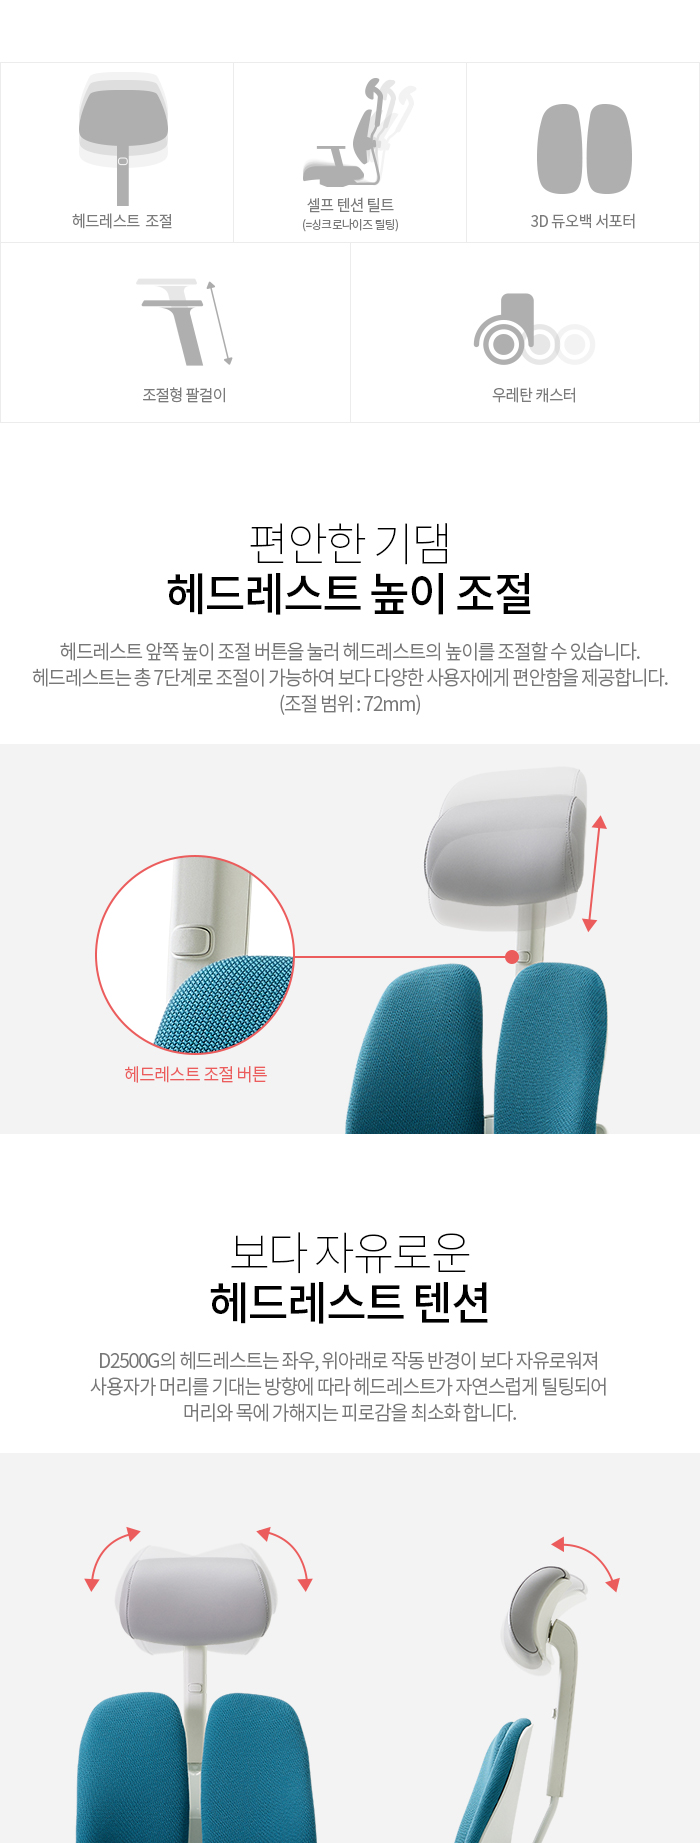 헤드레스트 조절
셀프 텐션 틸트
(=싱크로나이즈 틸팅)
3D 듀오백 서포터
조절형 팔걸이
우레탄 캐스터
편안한 기댐
헤드레스트 높이 조절
헤드레스트 앞쪽 높이 조절 버튼을 눌러 헤드레스트의 높이를 조절할 수 있습니다.
헤드레스트는 총 7단계로 조절이 가능하여 보다 다양한 사용자에게 편안함을 제공합니다.
(조절 범위 : 72mm)
헤드레스트 조절 버튼
보다 자유로운
헤드레스트 텐션
D2500G의 헤드레스트는 좌우, 위아래로 작동 반경이 보다 자유로워져
사용자가 머리를 기대는 방향에 따라 헤드레스트가 자연스럽게 틸팅되어
머리와 목에 가해지는 피로감을 최소화 합니다.